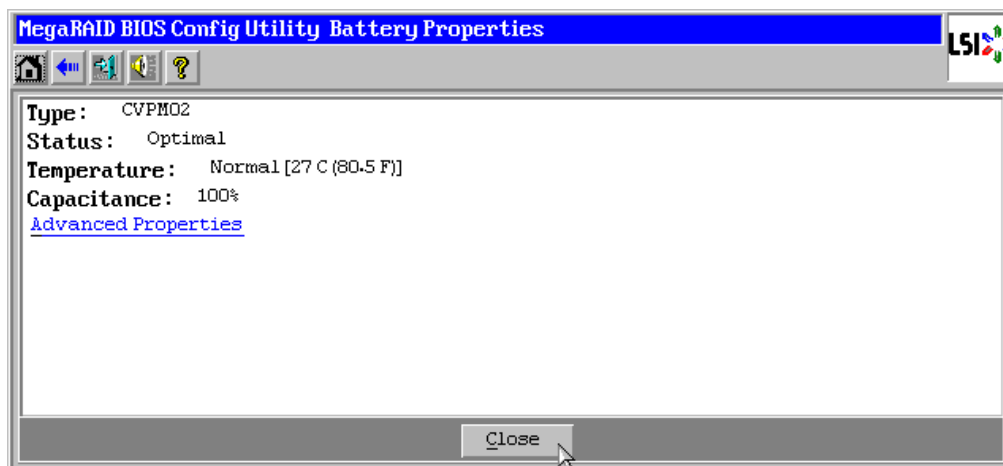 MegaRAID BIOS Config Utility Battery Properties
LSI
Type: CVPM02
Status: Optimal
Temperature: Normal [27 C (80.5 F)]
Capacitance: 100%
Advanced Properties
Close